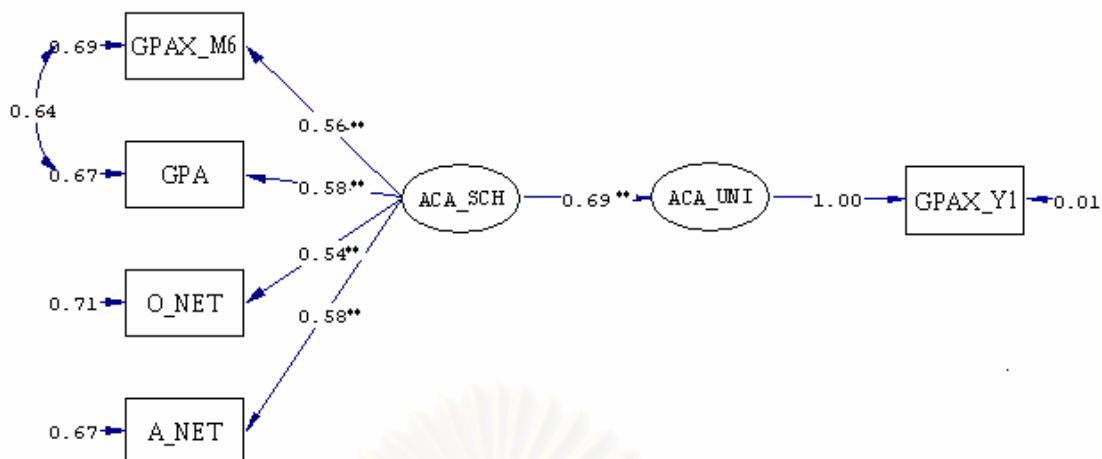 0.69 GPAX_M6
0.64
0.56**
0.67 GPA
0.58**
ACA_SCH 0.69** ACA_UNI 1.00 GPAX_Y1 0.01
0.54**
0.71 O_NET
0.58**
0.67 A_NET